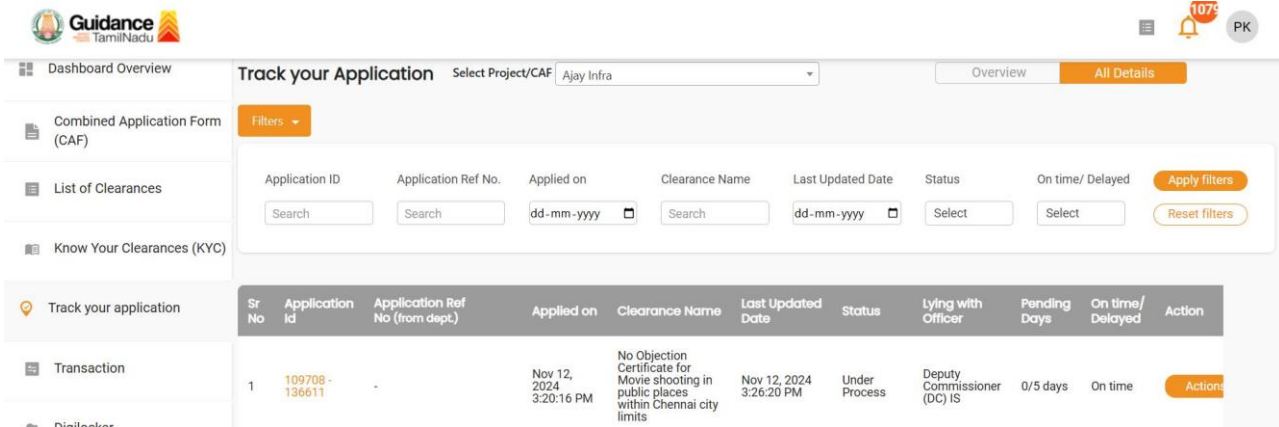 Guidance
TamilNadu
1079
PK
Dashboard Overview
Combined Application Form
(CAF)
List of Clearances
Know Your Clearances (KYC)
Track your application
Transaction
Digilocker
Track your Application Select Project/CAF Ajay Infra
Overview All Details
Filters
Application ID Application Ref No. Applied on Clearance Name Last Updated Date Status On time/ Delayed Apply filters
Search Search dd-mm-yyyy Search dd-mm-yyyy Select Select Reset filters
Sr No Application Id Application Ref No (from dept.) Applied on Clearance Name Last Updated Date Status Lying with Officer Pending Days On time/ Delayed Action
1 109708 - 136611 - Nov 12, 2024 3:20:16 PM No Objection Certificate for Movie shooting in public places within Chennai city limits Nov 12, 2024 3:26:20 PM Under Process Deputy Commissioner (DC) IS 0/5 days On time Actions